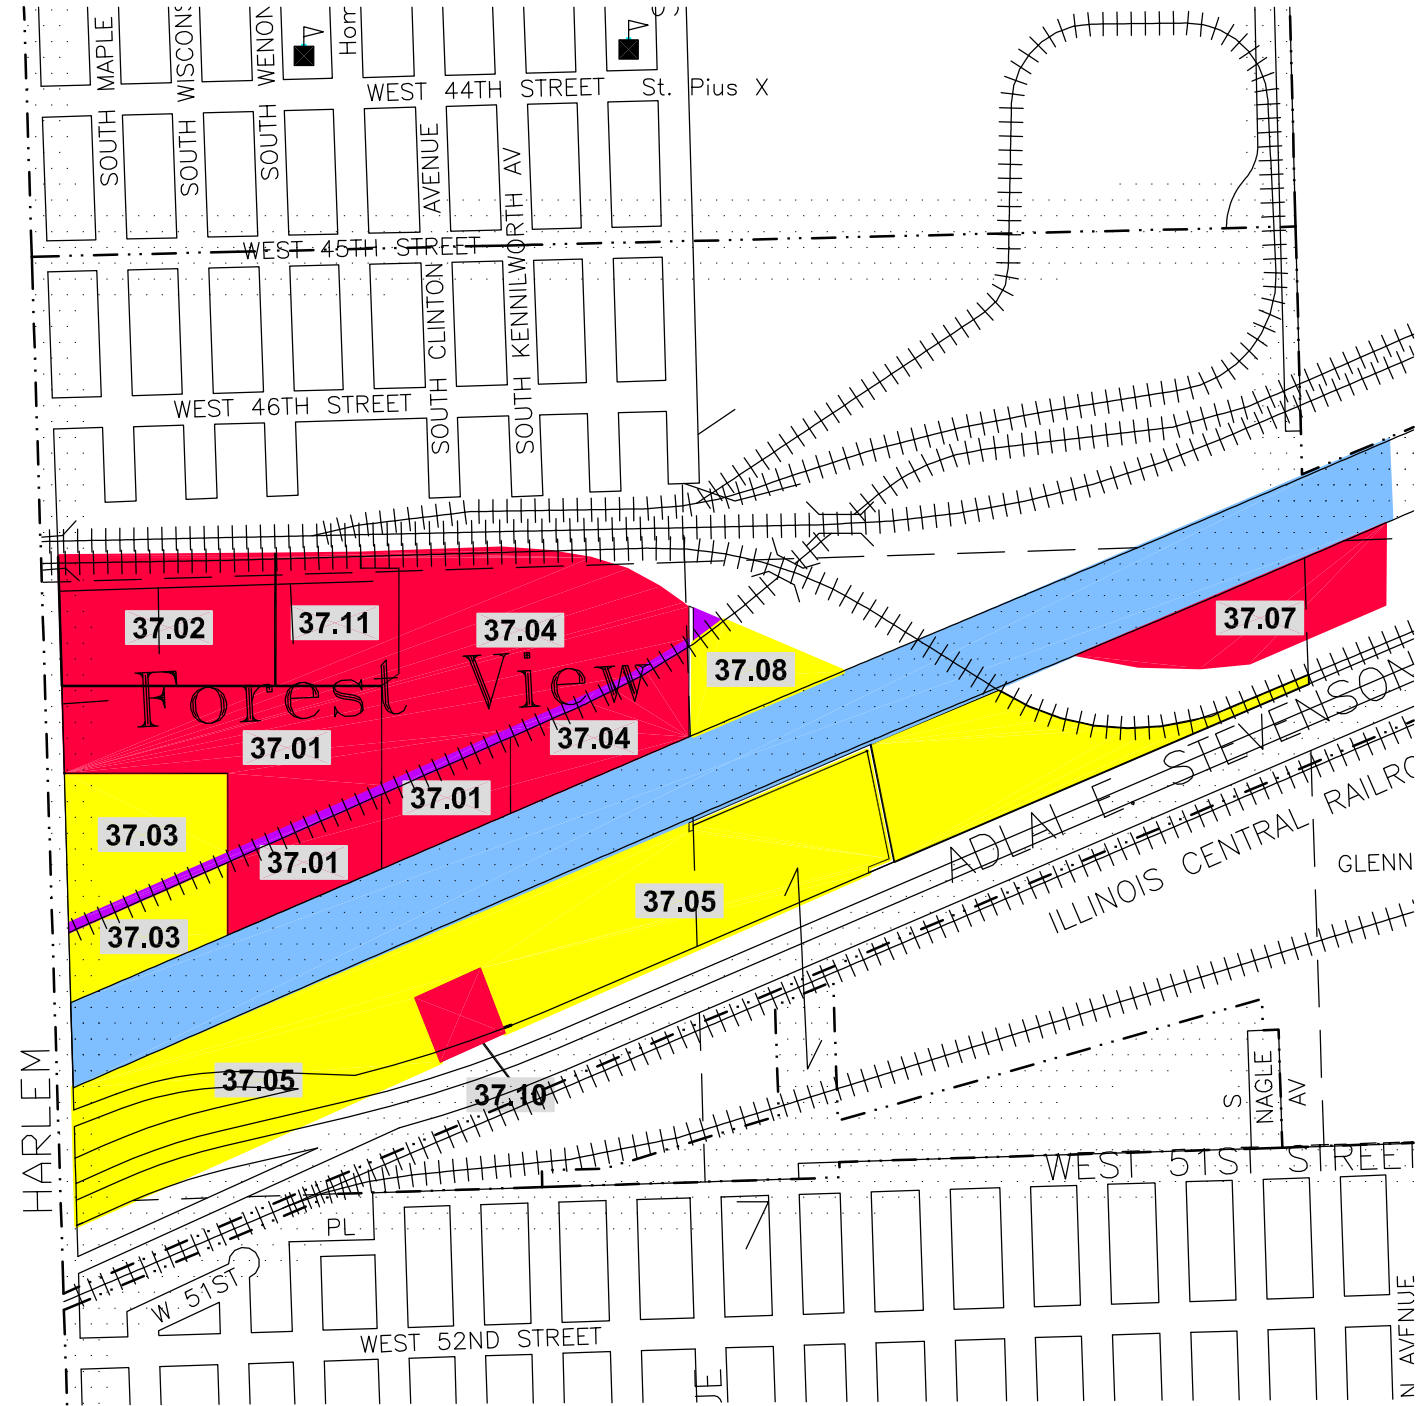 SOUTH MAPLE
SOUTH WISCONS
SOUTH WENON
Hom
WEST 44TH STREET
St. Pius X
AVENUE
SOUTH CLINTON
SOUTH KENNILWORTH AV
WEST 45TH STREET
WEST 46TH STREET
37.02
37.11
37.04
37.08
37.07
Forest View
37.01
37.04
37.01
37.03
37.01
37.03
37.05
37.05
37.10
ADLAI E. STEVENSON
ILLINOIS CENTRAL RAILRO
GLENN
HARLEM
S
NAGLE
AV
WEST 51ST STREET
PL
W 51ST
WEST 52ND STREET
UE
N AVENUE